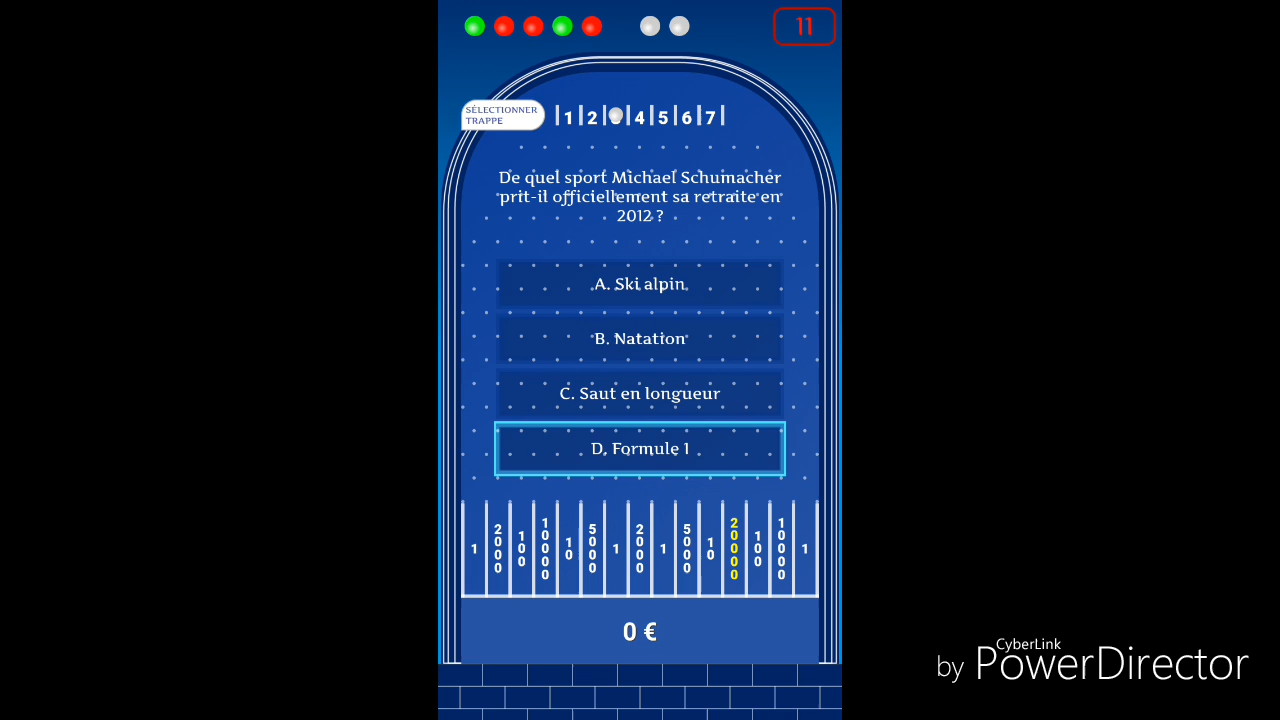 11
SÉLECTIONNER
TRAPPE
1 2 4 5 6 7
De quel sport Michael Schumacher
prit-il officiellement sa retraite en
2012 ?
A. Ski alpin
B. Natation
C. Saut en longueur
D. Formule 1
1 2000 100 10000 10 5000 1 2000 1 5000 10 20000 100 10000 1
0 €
CyberLink
by PowerDirector